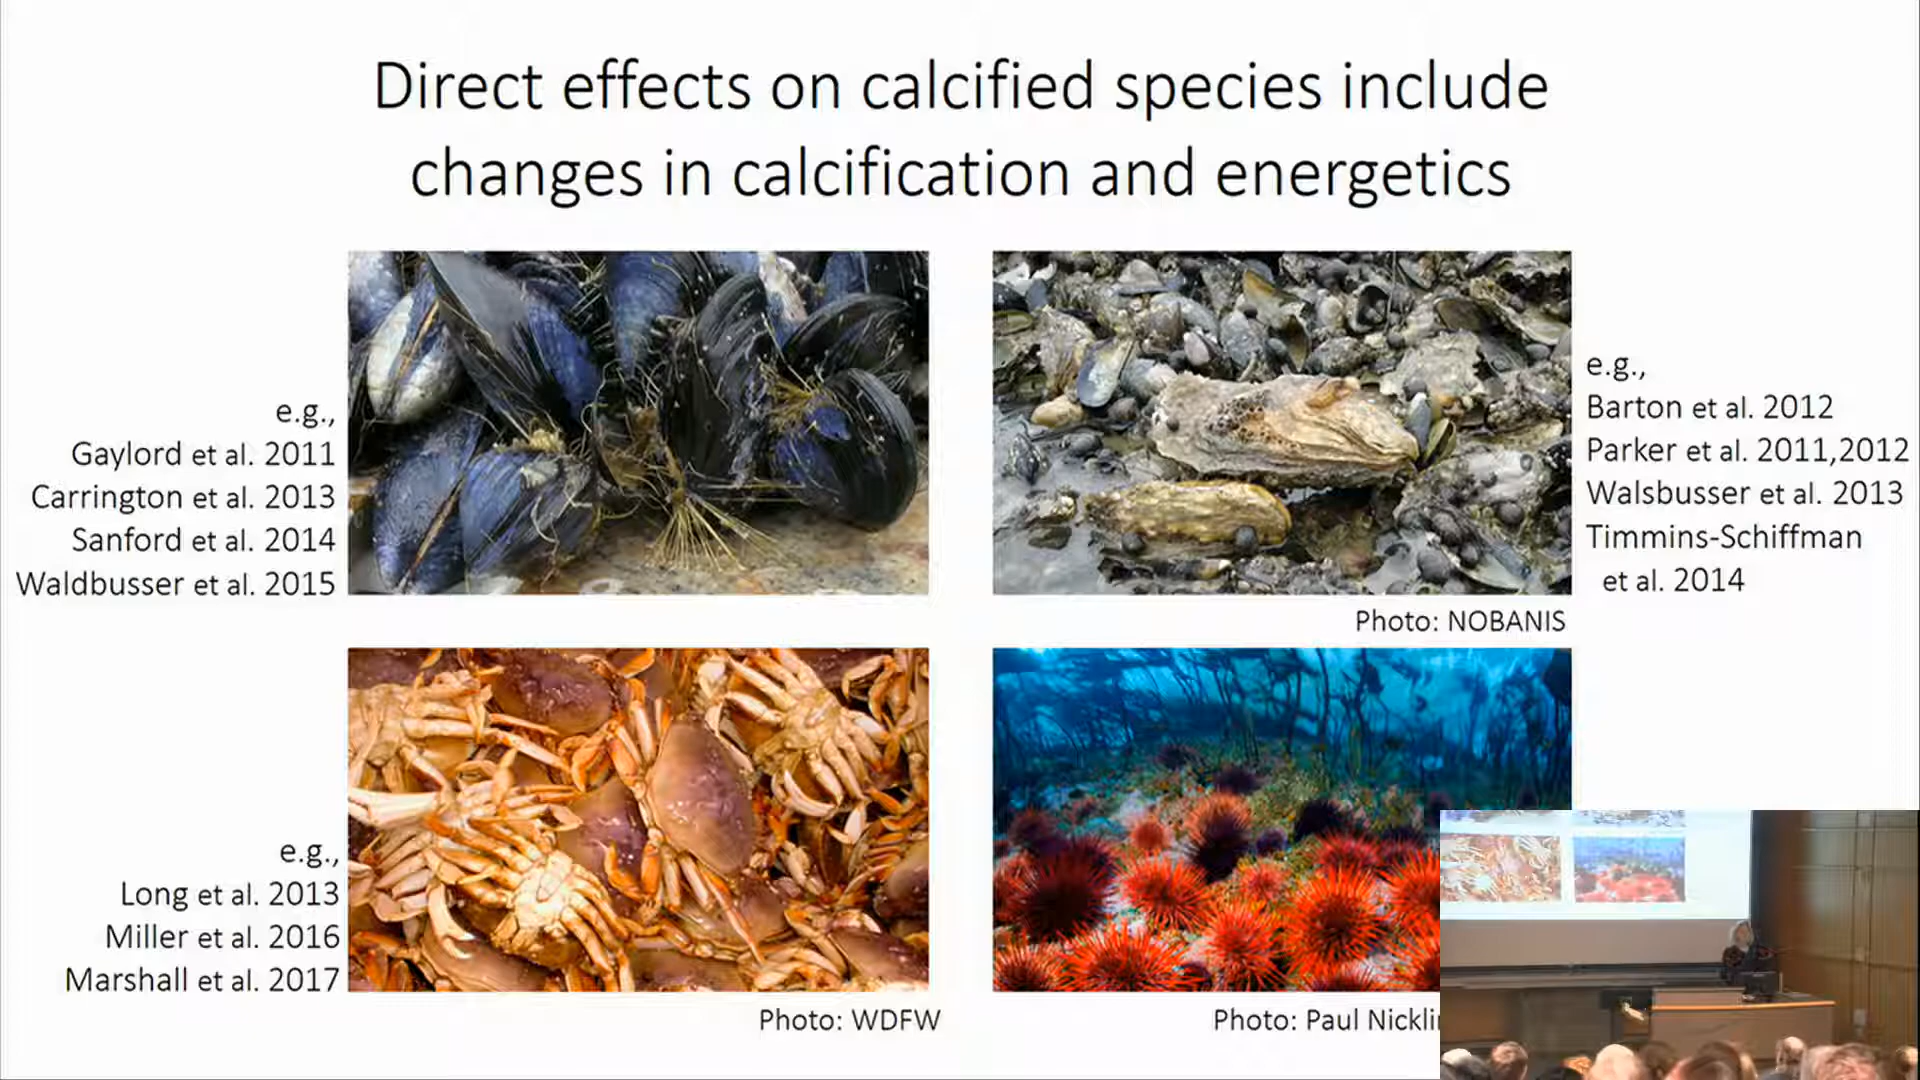 Direct effects on calcified species include
changes in calcification and energetics
e.g.,
Gaylord et al. 2011
Carrington et al. 2013
Sanford et al. 2014
Waldbusser et al. 2015
e.g.,
Barton et al. 2012
Parker et al. 2011,2012
Walsbusser et al. 2013
Timmins-Schiffman
et al. 2014
Photo: NOBANIS
e.g.,
Long et al. 2013
Miller et al. 2016
Marshall et al. 2017
Photo: WDFW
Photo: Paul